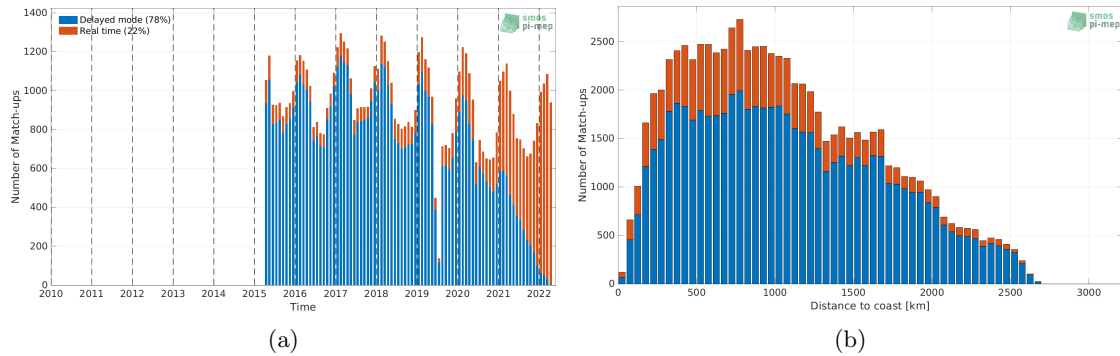 Delayed mode (78%)
Real time (22%)
smos
pi-mep
Number of Match-ups
1400
1200
1000
800
600
400
200
0
2010 2011 2012 2013 2014 2015 2016 2017 2018 2019 2020 2021 2022
Time
(a)
smos
pi-mep
Number of Match-ups
2500
2000
1500
1000
500
0
0 500 1000 1500 2000 2500 3000
Distance to coast [km]
(b)